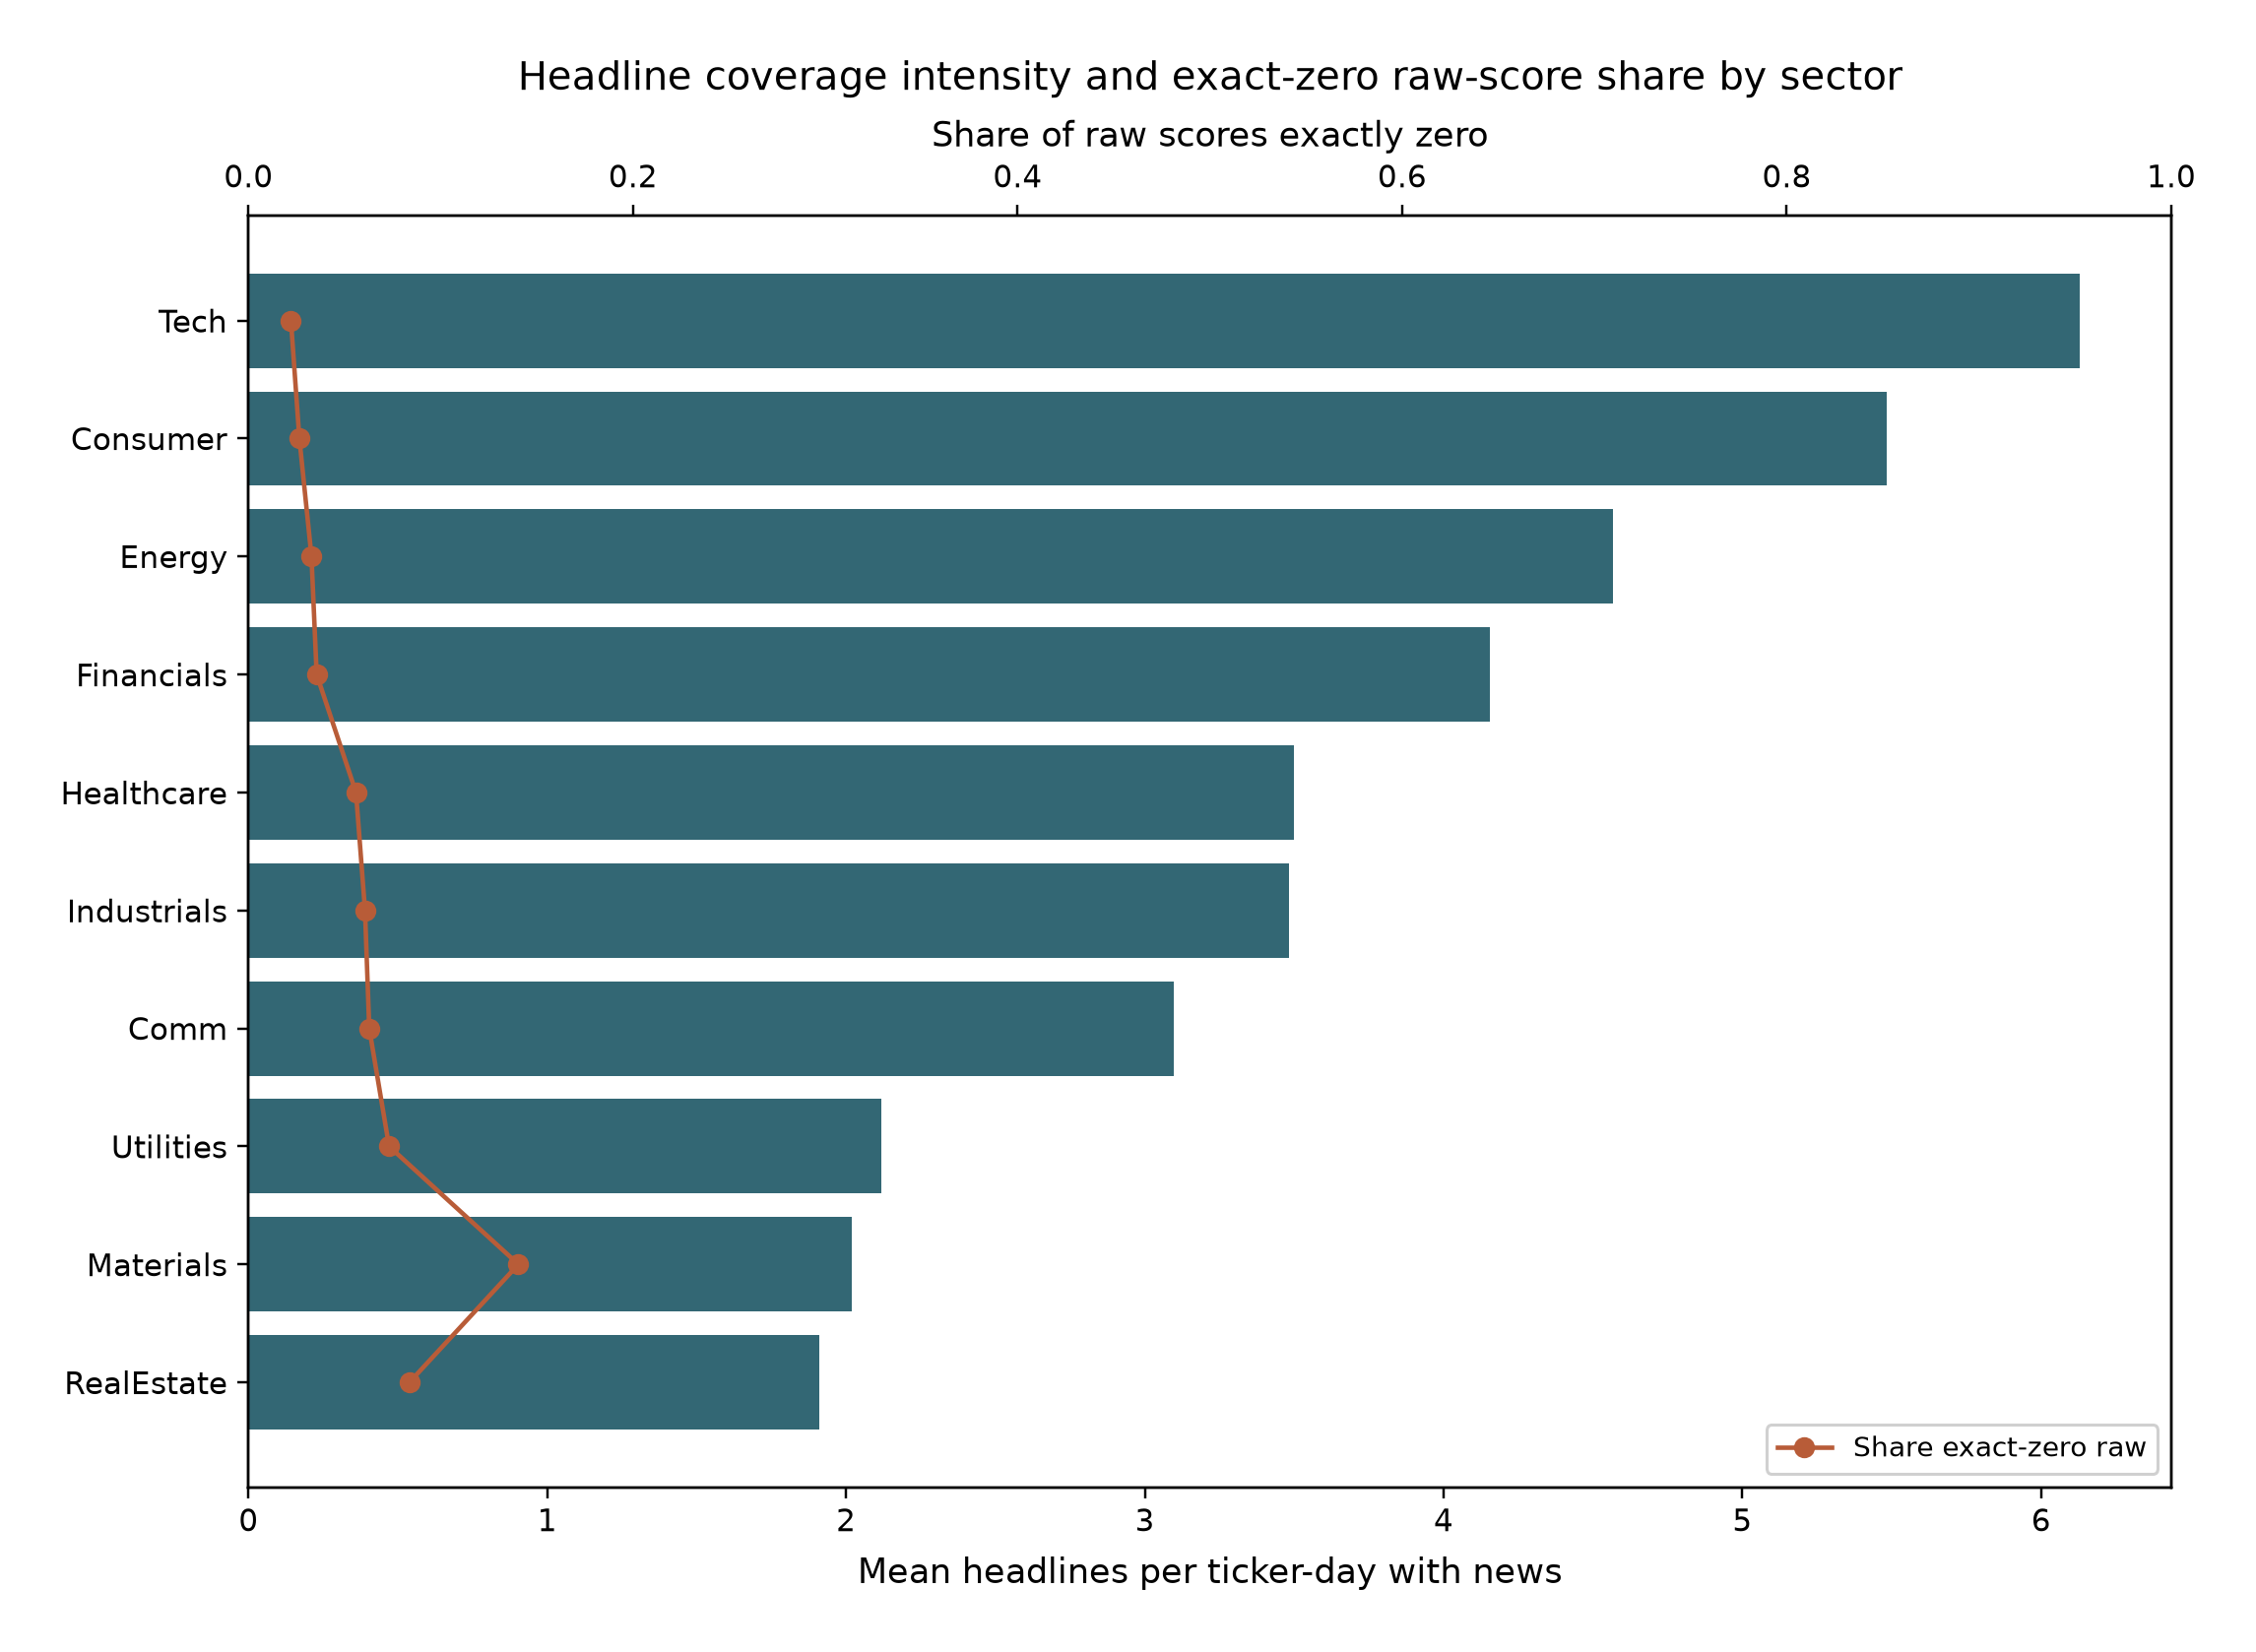 Headline coverage intensity and exact-zero raw-score share by sector
Share of raw scores exactly zero
0.0 0.2 0.4 0.6 0.8 1.0
Tech
Consumer
Energy
Financials
Healthcare
Industrials
Comm
Utilities
Materials
RealEstate
Share exact-zero raw
0 1 2 3 4 5 6
Mean headlines per ticker-day with news